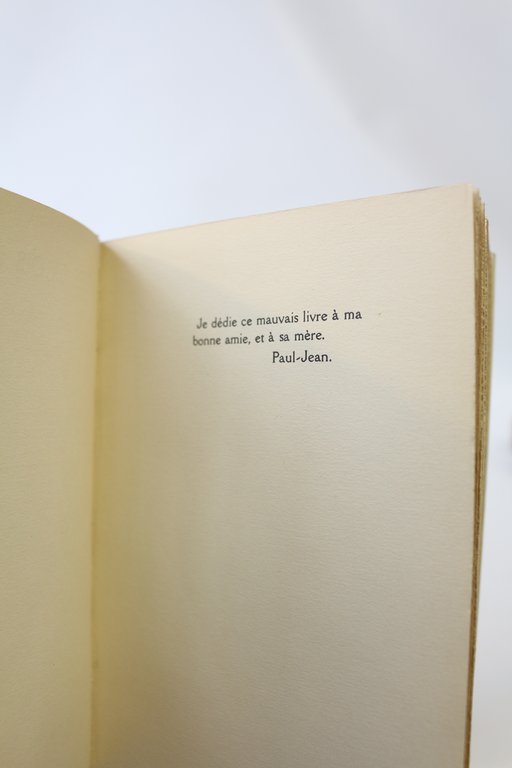 Je dédie ce mauvais livre à ma
bonne amie, et à sa mère.
Paul-Jean.